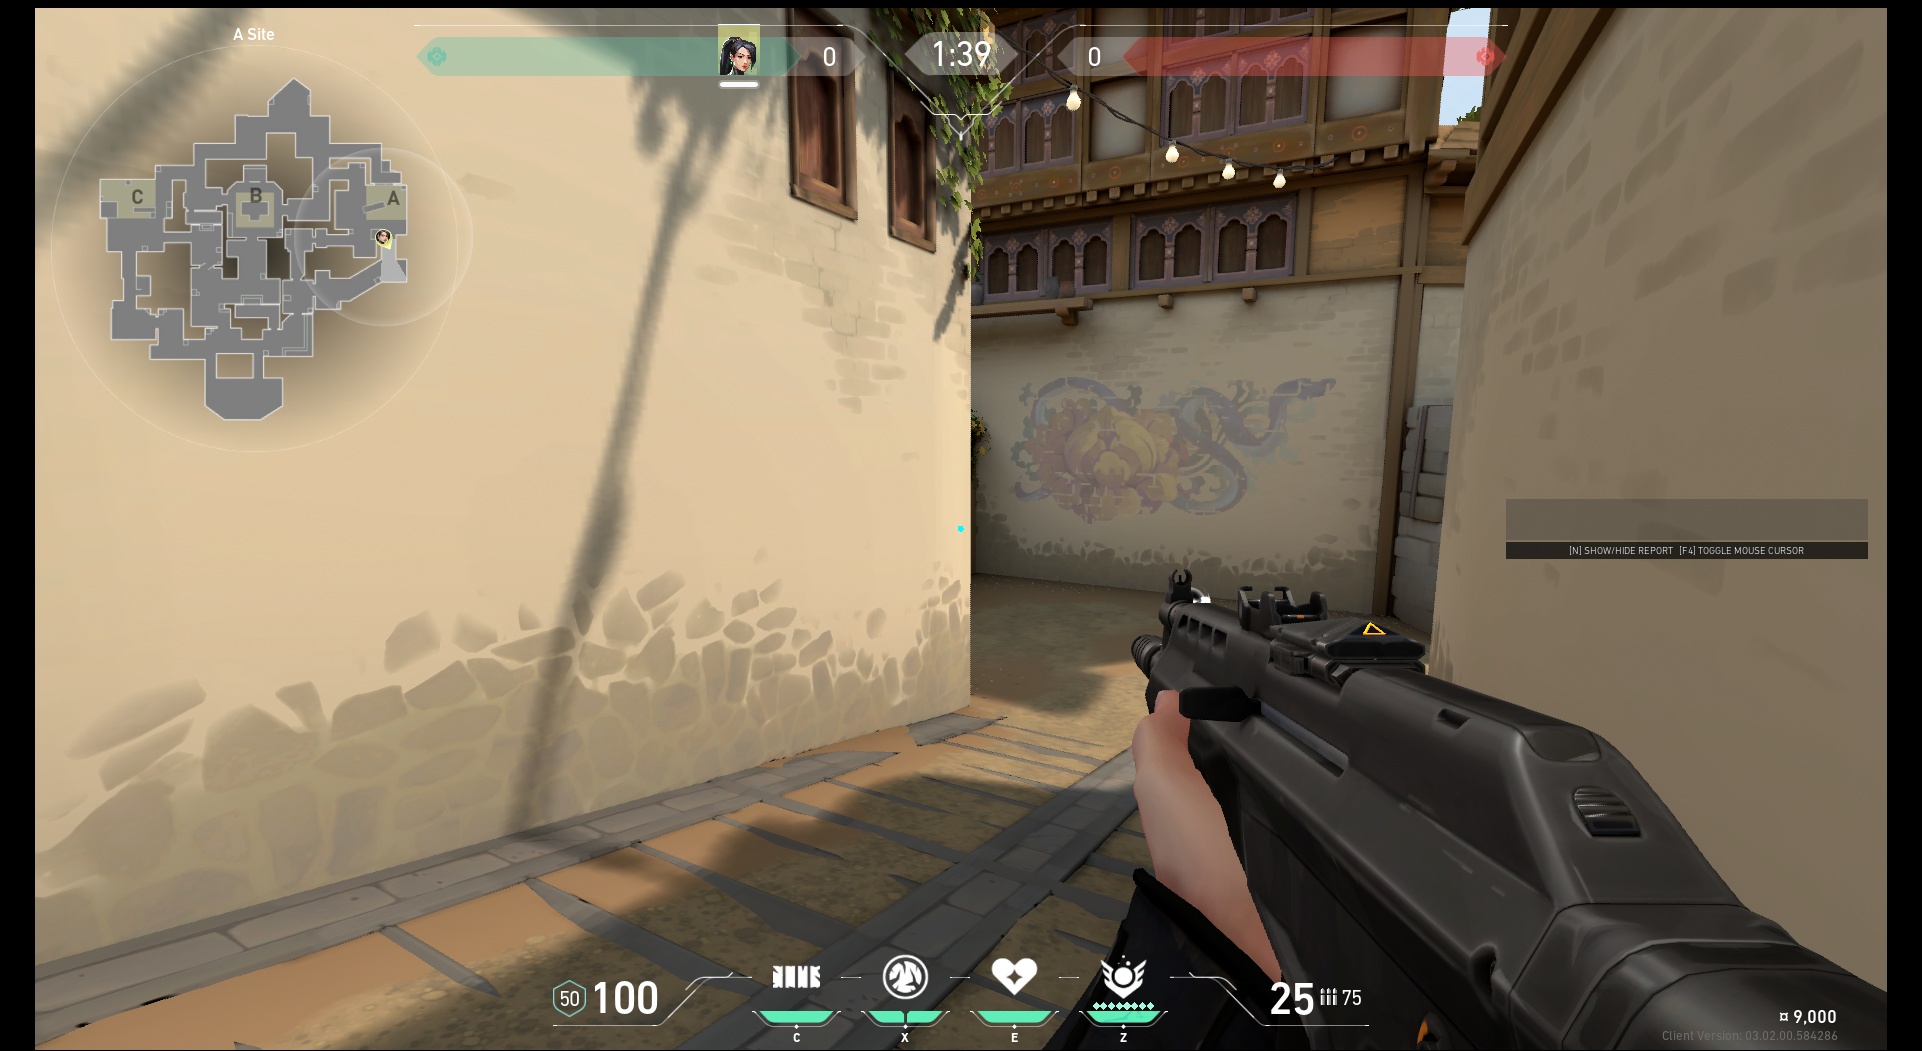 A Site
0
1:39
0
C
B
A
[N] SHOW/HIDE REPORT [F4] TOGGLE MOUSE CURSOR
50
100
25
75
C
X
E
Z
¤ 9,000
Client Version: 03.02.00.584286